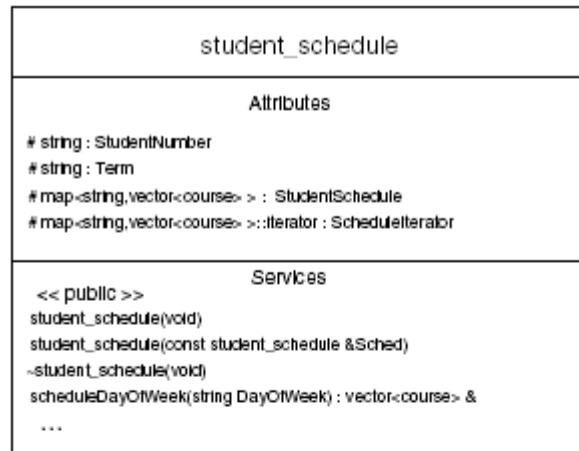 student_schedule
Attributes
# string : StudentNumber
# string : Term
# map<string,vector<course> > : StudentSchedule
# map<string,vector<course> >::iterator : ScheduleIterator
Services
<< public >>
student_schedule(void)
student_schedule(const student_schedule &Sched)
~student_schedule(void)
scheduleDayOfWeek(string DayOfWeek) : vector<course> &
...